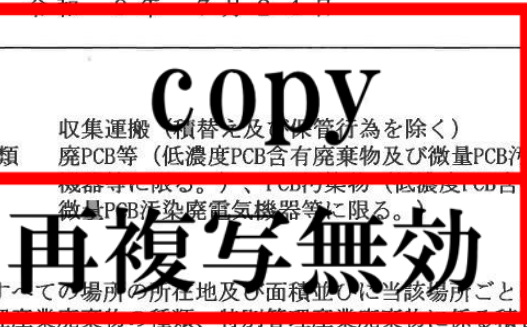 copy
収集運搬（積替え及び保管行為を除く）
類 廃PCB等（低濃度PCB含有廃棄物及び微量PCB汚
機器等に限る。）、PCB汚染物（低濃度PCB含
微量PCB汚染廃電気機器等に限る。）
再複写無効
すべての場所の所在地及び面積並びに当該場所ごと